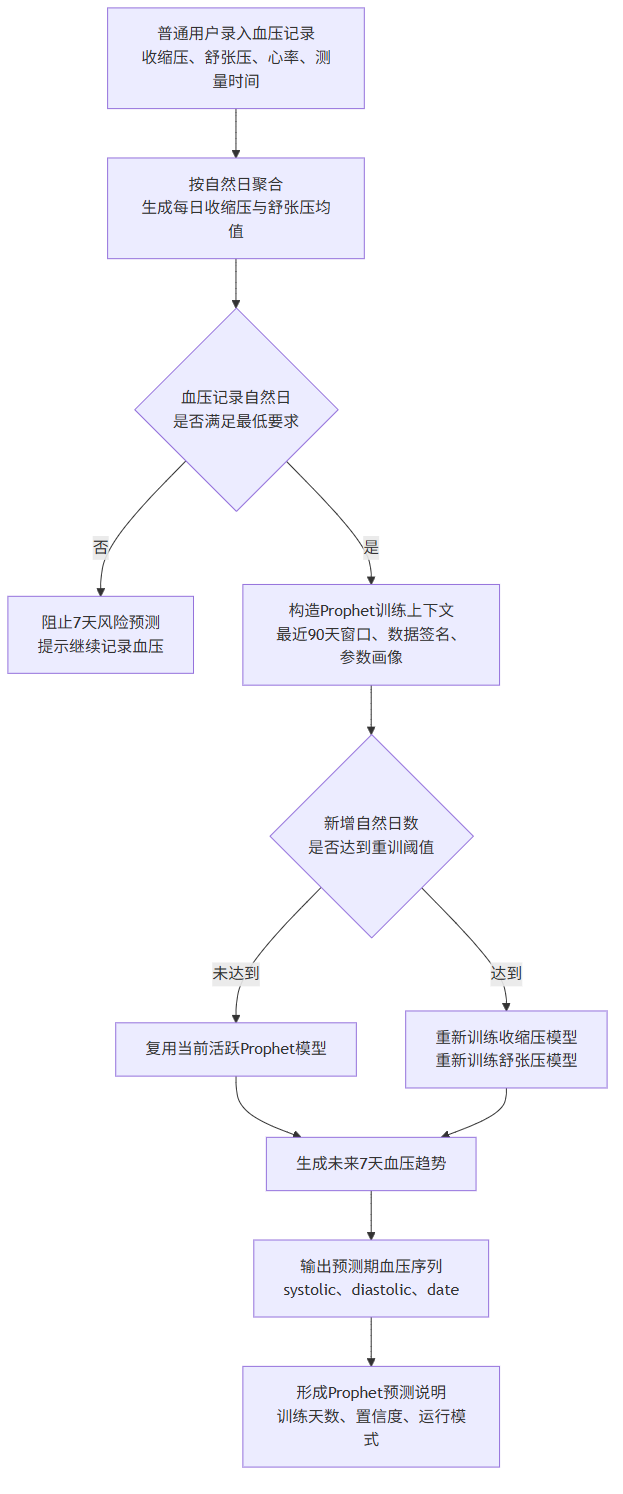 普通用户录入血压记录
收缩压、舒张压、心率、测
量时间
按自然日聚合
生成每日收缩压与舒张压均
值
血压记录自然日
是否满足最低要求
否
是
阻止7天风险预测
提示继续记录血压
构造Prophet训练上下文
最近90天窗口、数据签名、
参数画像
新增自然日数
是否达到重训阈值
未达到
达到
复用当前活跃Prophet模型
重新训练收缩压模型
重新训练舒张压模型
生成未来7天血压趋势
输出预测期血压序列
systolic、diastolic、date
形成Prophet预测说明
训练天数、置信度、运行模
式